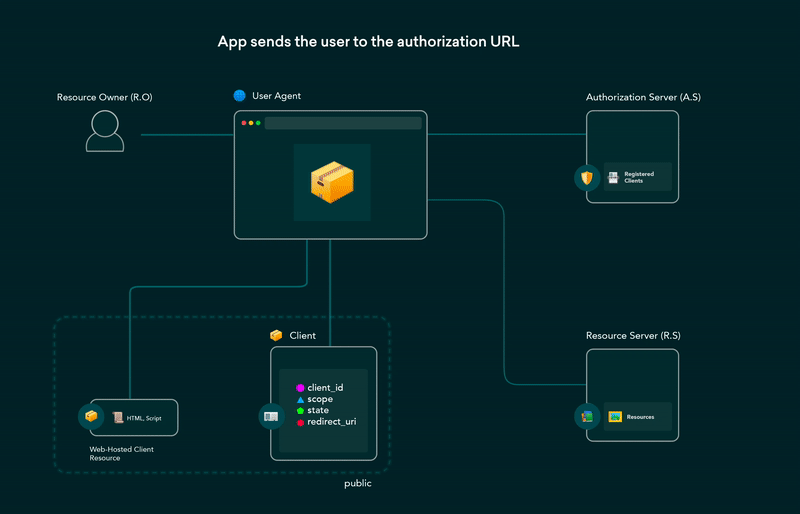 App sends the user to the authorization URL
Resource Owner (R.O)
User Agent
Authorization Server (A.S)
Registered
Clients
Client
Resource Server (R.S)
client_id
scope
state
redirect_uri
HTML, Script
Resources
Web-Hosted Client
Resource
public